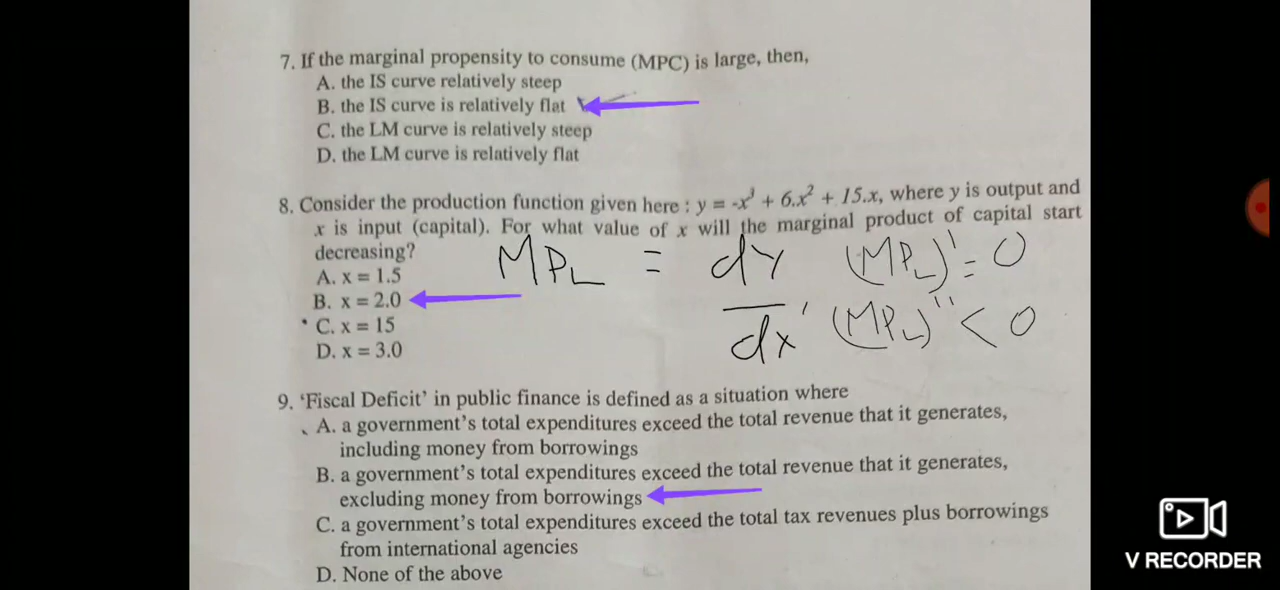 7. If the marginal propensity to consume (MPC) is large, then,
A. the IS curve relatively steep
B. the IS curve is relatively flat
C. the LM curve is relatively steep
D. the LM curve is relatively flat
8. Consider the production function given here : y = -x³ + 6.x² + 15.x, where y is output and
x is input (capital). For what value of x will the marginal product of capital start
decreasing?
MPL = dy/dx, (MPL)' = 0
(MPL)'' < 0
A. x = 1.5
B. x = 2.0
C. x = 15
D. x = 3.0
9. ‘Fiscal Deficit’ in public finance is defined as a situation where
A. a government’s total expenditures exceed the total revenue that it generates,
including money from borrowings
B. a government’s total expenditures exceed the total revenue that it generates,
excluding money from borrowings
C. a government’s total expenditures exceed the total tax revenues plus borrowings
from international agencies
D. None of the above
V RECORDER